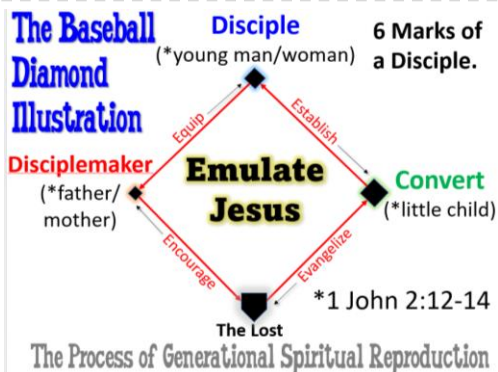 The Baseball
Diamond
Illustration
Disciple
(*young man/woman)
6 Marks of
a Disciple.
Equip
Establish
Disciplemaker
(*father/
mother)
Emulate
Jesus
Convert
(*little child)
Encourage
Evangelize
*1 John 2:12-14
The Lost
The Process of Generational Spiritual Reproduction